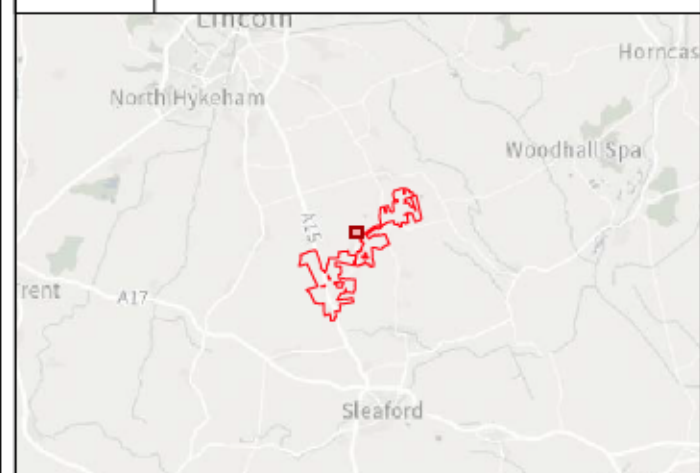 Lincoln
Horncas
North Hykeham
Woodhall Spa
A15
rent
A17
Sleaford